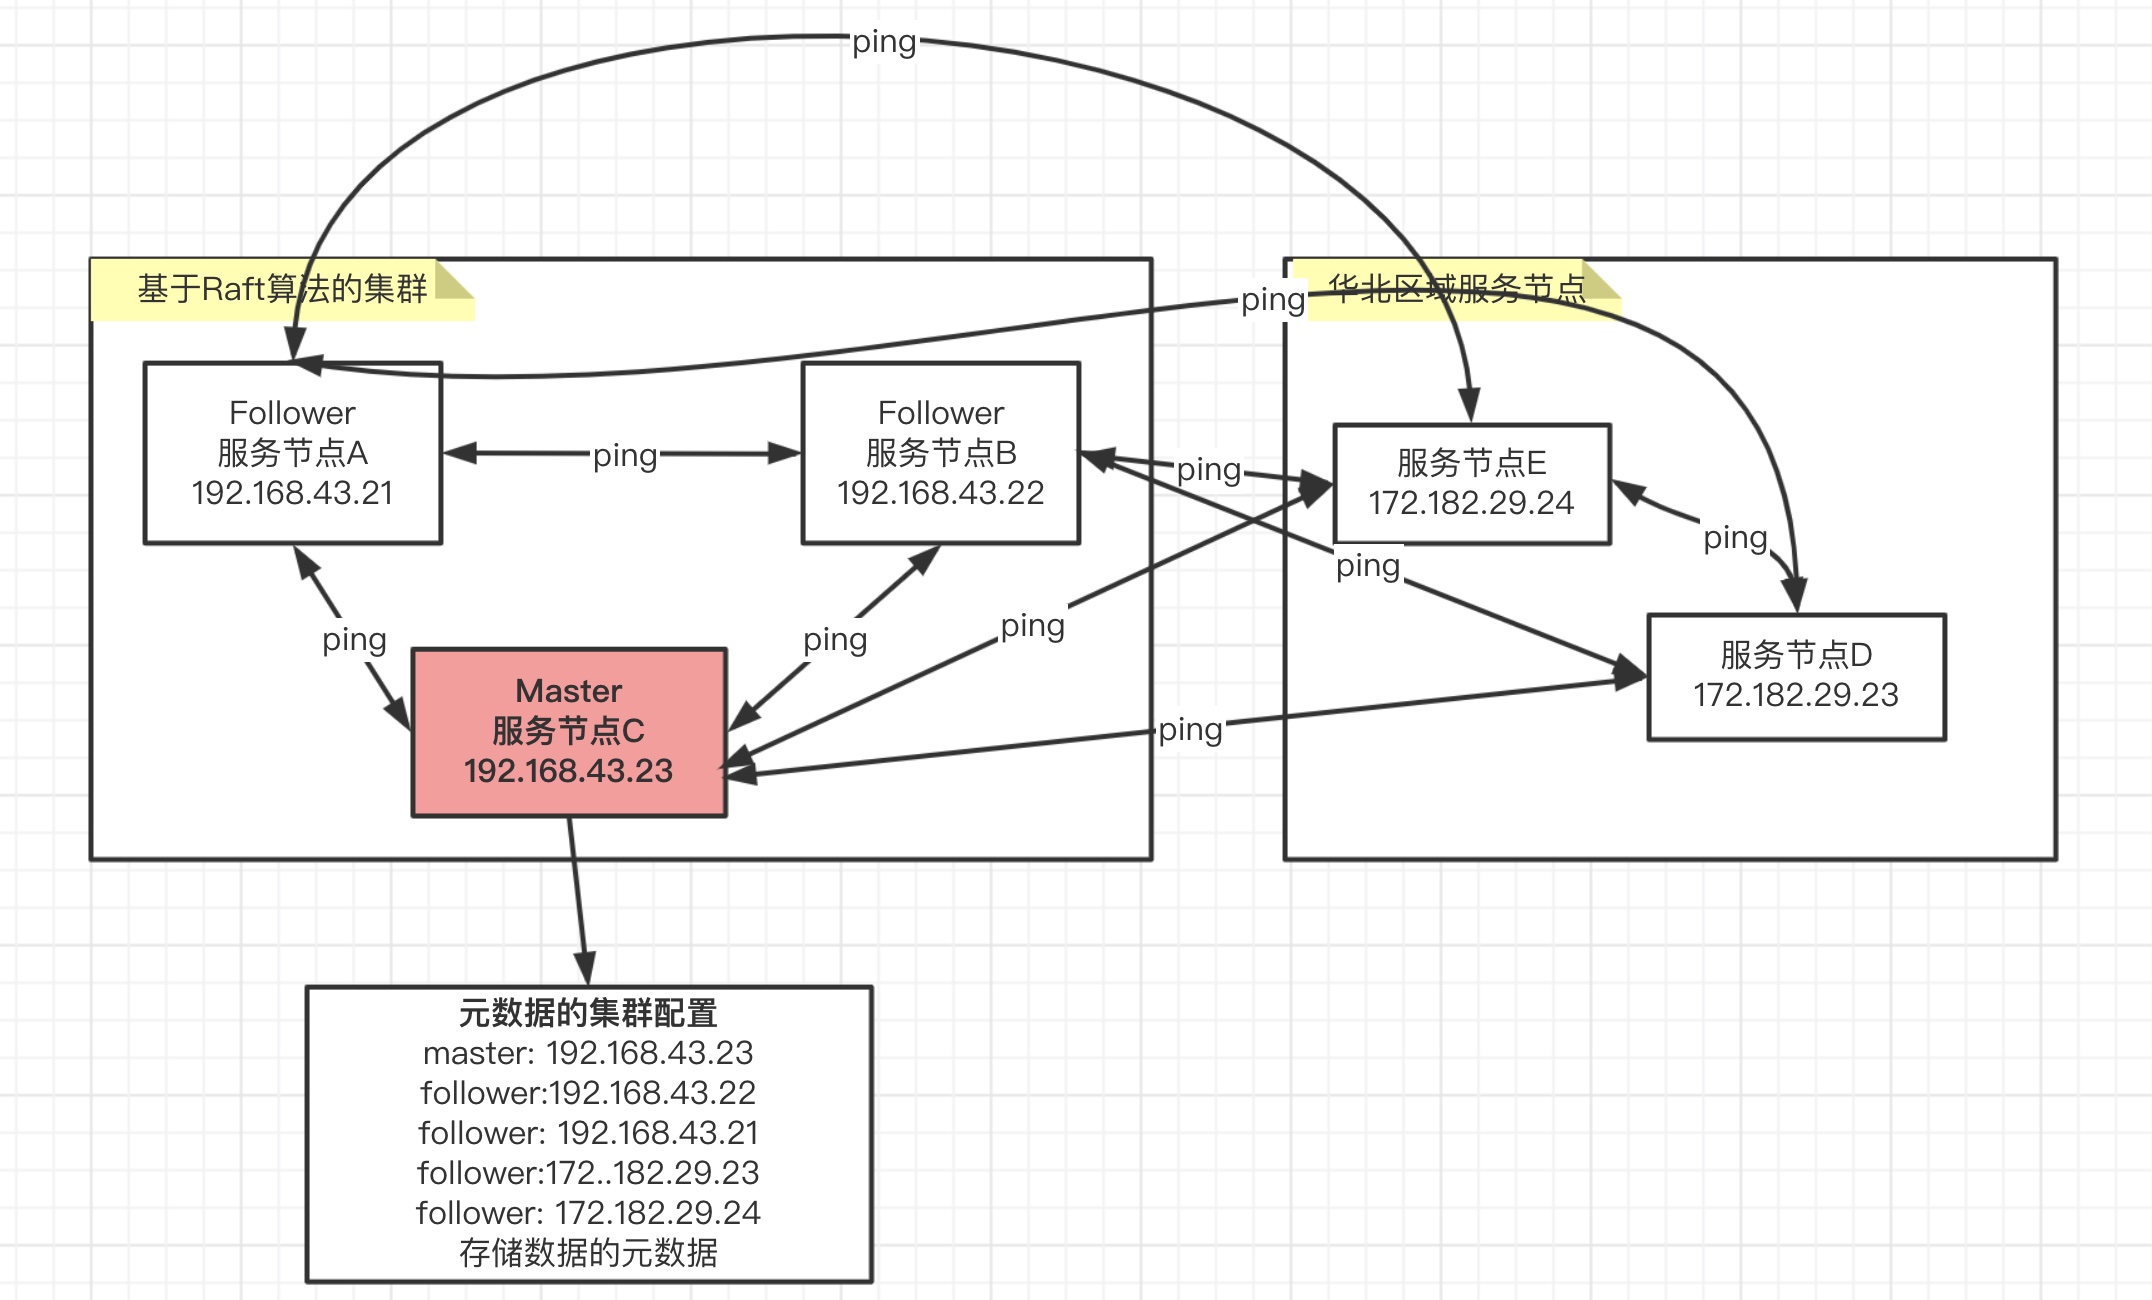 ping
基于Raft算法的集群
华北区域服务节点
ping
Follower
服务节点A
192.168.43.21
ping
Follower
服务节点B
192.168.43.22
ping
服务节点E
172.182.29.24
ping
ping
ping
ping
ping
服务节点D
172.182.29.23
Master
服务节点C
192.168.43.23
ping
元数据的集群配置
master: 192.168.43.23
follower:192.168.43.22
follower: 192.168.43.21
follower:172..182.29.23
follower: 172.182.29.24
存储数据的元数据